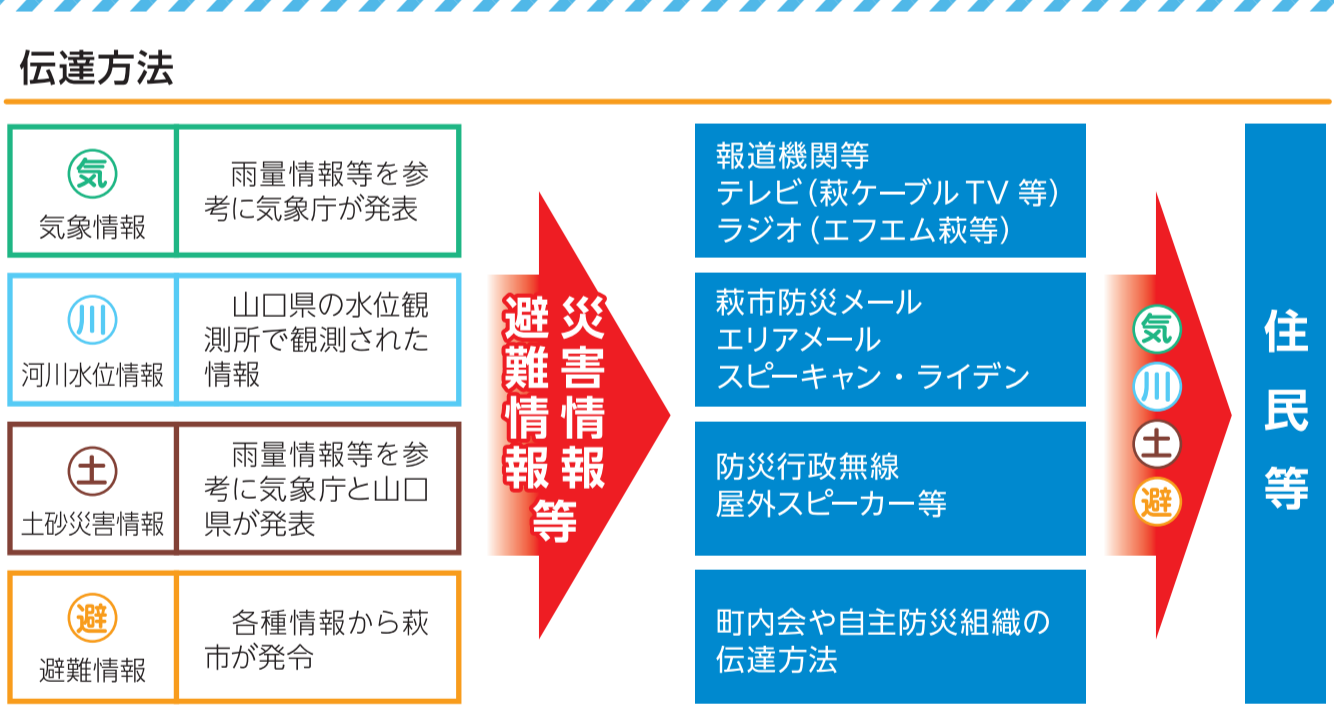 伝達方法
気
気象情報
雨量情報等を参
考に気象庁が発表
川
河川水位情報
山口県の水位観
測所で観測された
情報
土
土砂災害情報
雨量情報等を参
考に気象庁と山口
県が発表
避
避難情報
各種情報から萩
市が発令
災害情報
避難情報
等
報道機関等
テレビ(萩ケーブルTV 等)
ラジオ(エフエム萩等)
萩市防災メール
エリアメール
スピーキャン・ライデン
防災行政無線
屋外スピーカー等
町内会や自主防災組織の
伝達方法
気
川
土
避
住民等